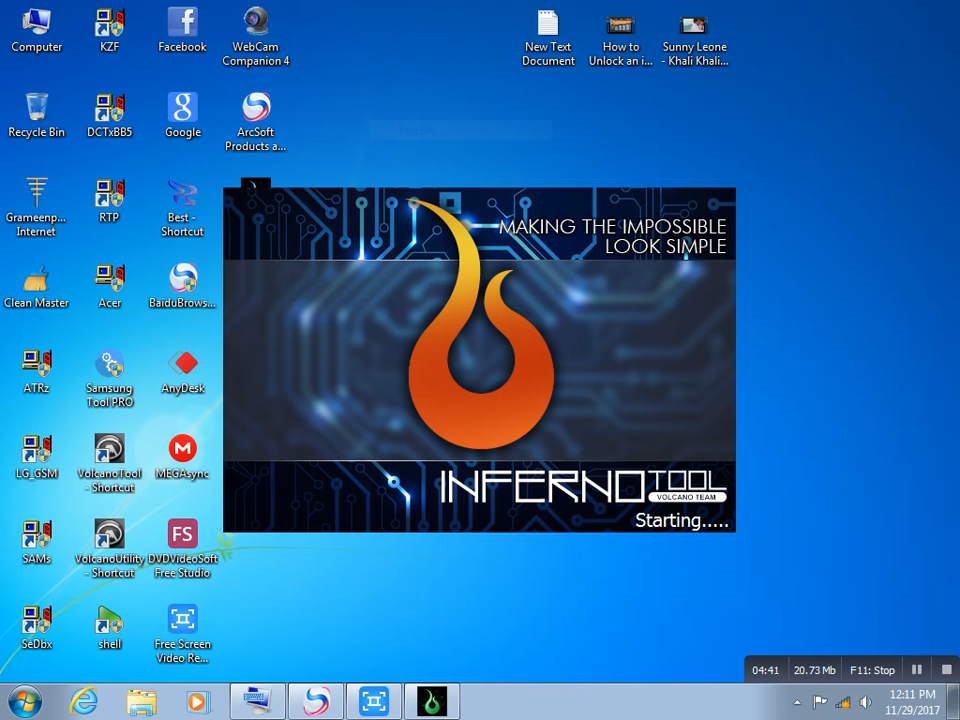 Computer
KZF
Facebook
WebCam
Companion 4
New Text
Document
How to
Unlock an i...
Sunny Leone
- Khali Khali...
Recycle Bin
DCTxBB5
Google
ArcSoft
Products a...
Grameenp...
Internet
RTP
Best -
Shortcut
Clean Master
Acer
BaiduBrows...
ATRz
Samsung
Tool PRO
AnyDesk
LG_GSM
VolcanoTool
- Shortcut
MEGAsync
SAMs
VolcanoUtility
- Shortcut
FS
DVDVideoSoft
Free Studio
SeDbx
shell
Free Screen
Video Re...
MAKING THE IMPOSSIBLE
LOOK SIMPLE
INFERNO TOOL
VOLCANO TEAM
Starting.....
04:41 20.73 Mb F11: Stop
12:11 PM
11/29/2017